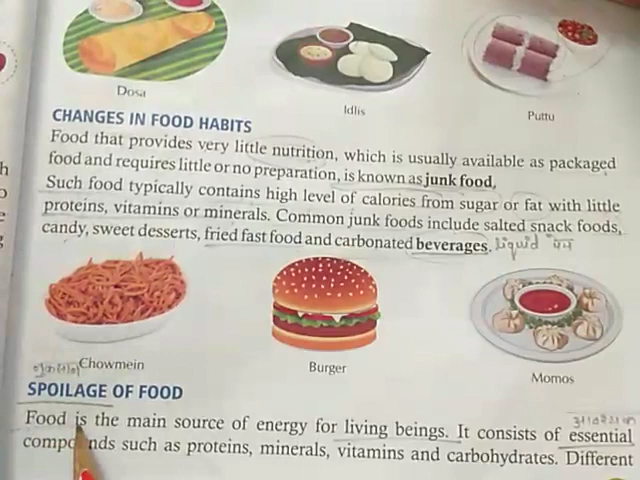 Dosa
Idlis
Puttu
CHANGES IN FOOD HABITS
Food that provides very little nutrition, which is usually available as packaged
food and requires little or no preparation, is known as junk food,
Such food typically contains high level of calories from sugar or fat with little
proteins, vitamins or minerals. Common junk foods include salted snack foods,
candy, sweet desserts, fried fast food and carbonated beverages. liquid पेय
Chowmein
Burger
Momos
SPOILAGE OF FOOD
Food is the main source of energy for living beings. It consists of essential
compounds such as proteins, minerals, vitamins and carbohydrates. Different